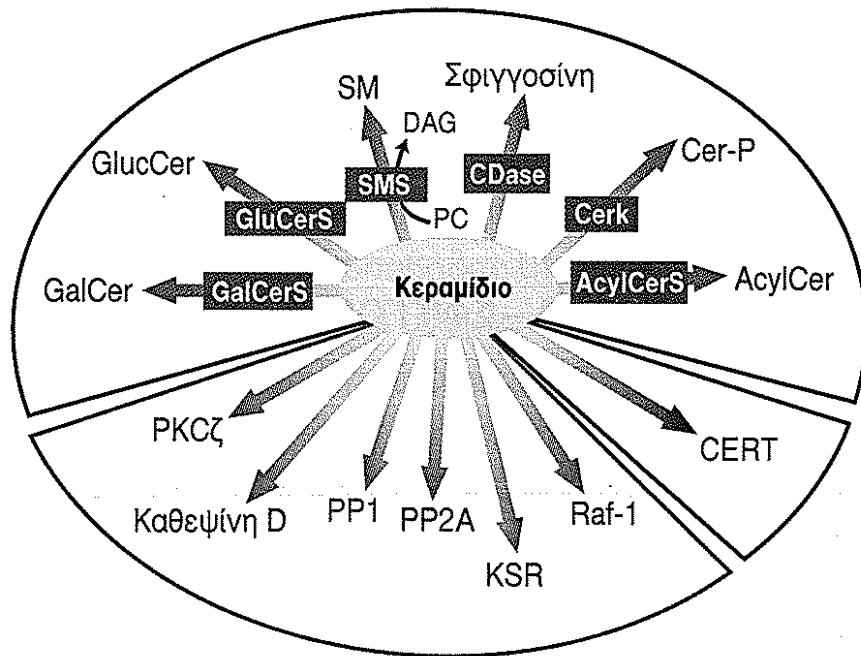 Σφιγγοσίνη
SM
DAG
GlucCer
Cer-P
SMS
CDase
GluCerS
PC
Cerk
GalCer
GalCerS
Κεραμίδιο
AcylCerS
AcylCer
PKCζ
CERT
Καθεψίνη D
PP1
PP2A
Raf-1
KSR